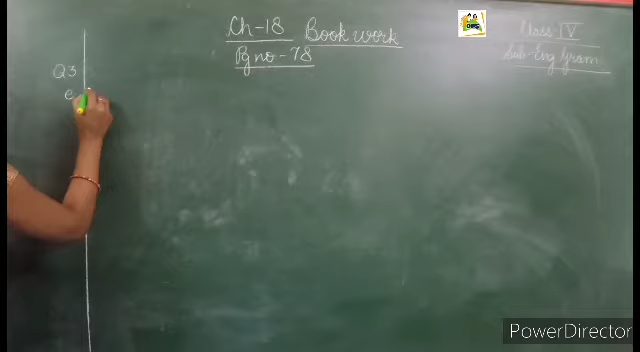 Ch-18 Book work
Pg no-78
Class-IV
Sub-Eng Gram
Q3
e
PowerDirector